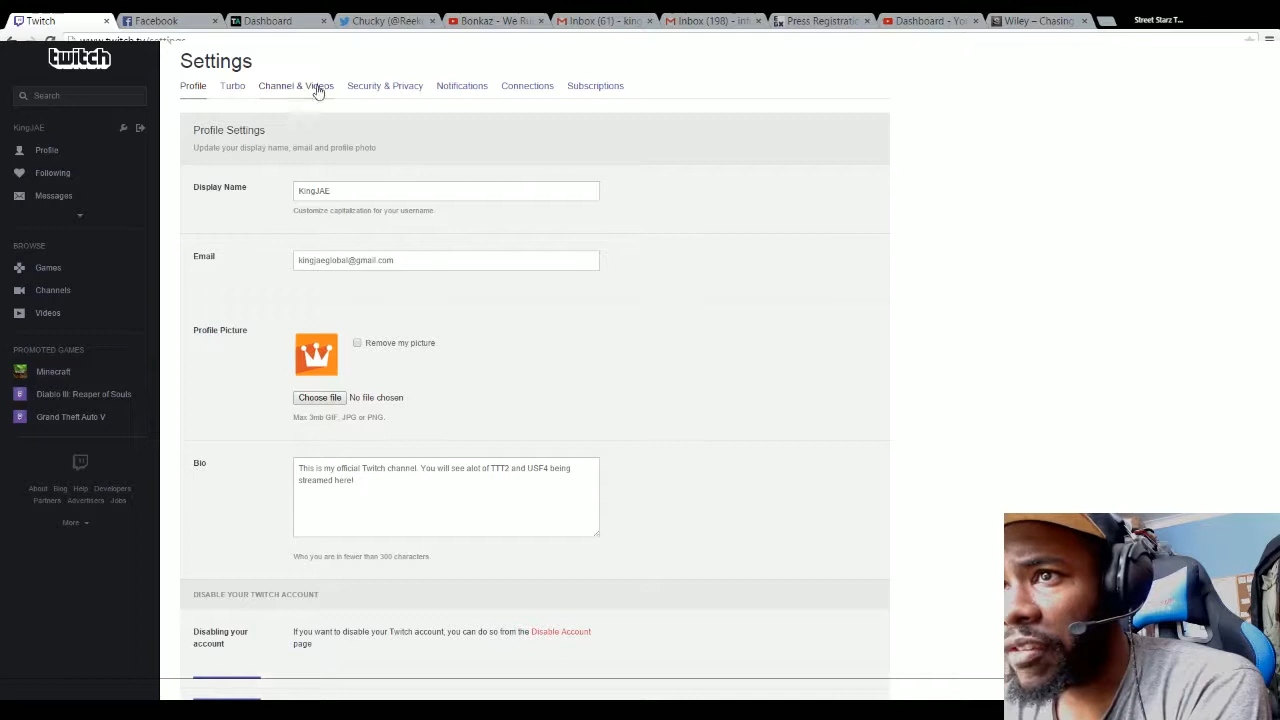 Twitch
Facebook
Dashboard
Chucky (@Reek
Bonkaz - We Ru
Inbox (61) - king
Inbox (198) - inf
Press Registratio
Dashboard - Yo
Wiley – Chasing
Street Starz T...
www.twitch.tv/settings
twitch
Search
KingJAE
Profile
Following
Messages
BROWSE
Games
Channels
Videos
PROMOTED GAMES
Minecraft
Diablo III: Reaper of Souls
Grand Theft Auto V
About Blog Help Developers
Partners Advertisers Jobs
More
Settings
Profile Turbo Channel & Videos Security & Privacy Notifications Connections Subscriptions
Profile Settings
Update your display name, email and profile photo
Display Name
KingJAE
Customize capitalization for your username.
Email
kingjaeglobal@gmail.com
Profile Picture
Remove my picture
Choose file No file chosen
Max 3mb GIF, JPG or PNG.
Bio
This is my official Twitch channel. You will see alot of TTT2 and USF4 being
streamed here!
Who you are in fewer than 300 characters.
DISABLE YOUR TWITCH ACCOUNT
Disabling your
account
If you want to disable your Twitch account, you can do so from the Disable Account
page